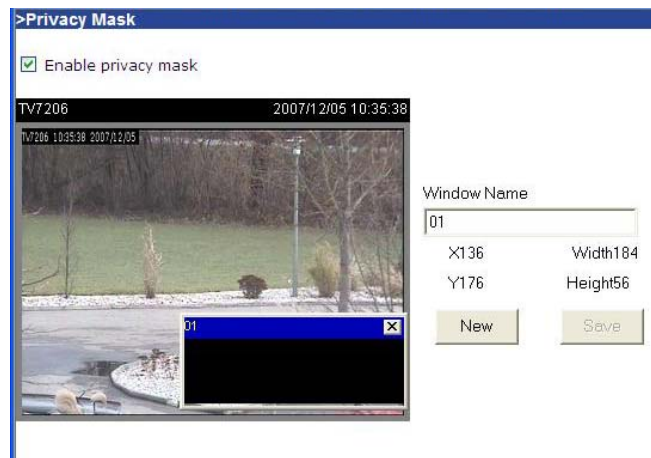 >Privacy Mask
Enable privacy mask
TV7206 2007/12/05 10:35:38
TV7206 10:35:38 2007/12/05
Window Name
01
X136 Width184
Y176 Height56
01
New Save